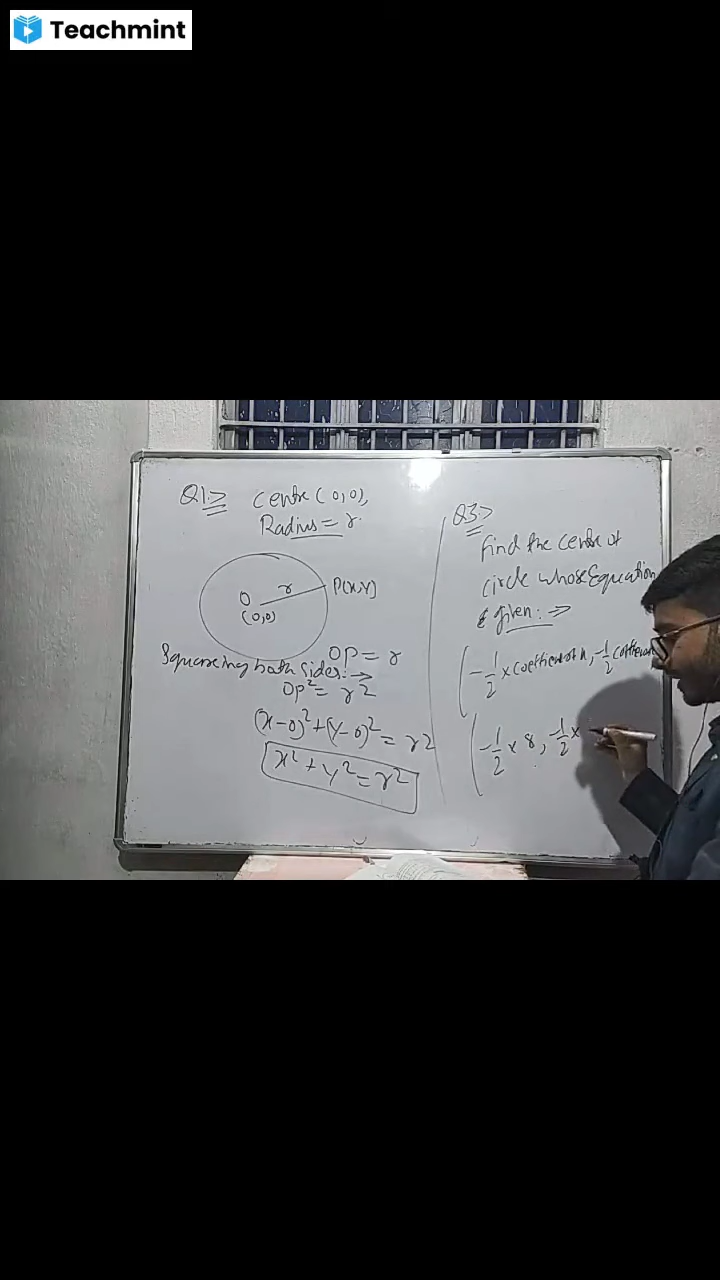 Teachmint
Q1:>
Centre (0,0),
Radius = r.
O
r
P(x,y)
(0,0)
OP = r
Squareing both sides:→
OP² = r²
(x-0)²+(y-0)² = r2
x² + y² = r²
Q3:>
Find the centre of
circle whose Equation
given:⇒
(-1/2 × coefficient of x, -1/2
(-1/2 × 8, -1/2 ×